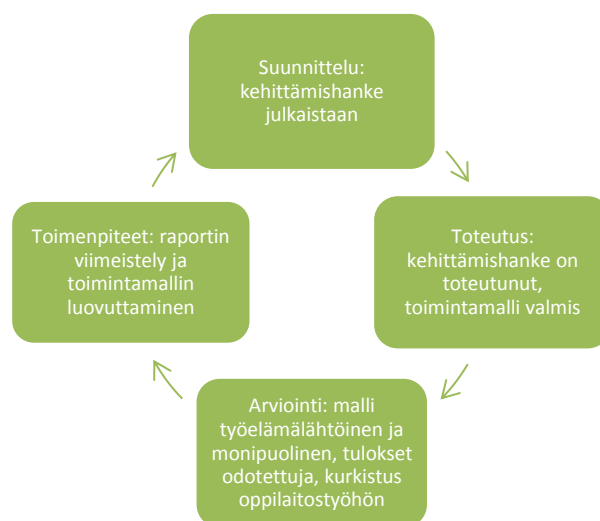 Suunnittelu:
kehittämishanke
julkaistaan
Toteutus:
kehittämishanke on
toteutunut,
toimintamalli valmis
Arviointi: malli
työelämälähtöinen ja
monipuolinen, tulokset
odotettuja, kurkistus
oppilaitostyöhön
Toimenpiteet: raportin
viimeistely ja
toimintamallin
luovuttaminen